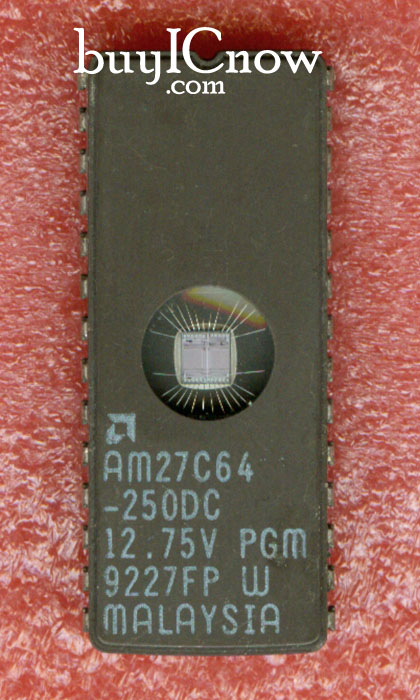 buyICnow
.com
AM27C64
-250DC
12.75V PGM
9227FP W
MALAYSIA